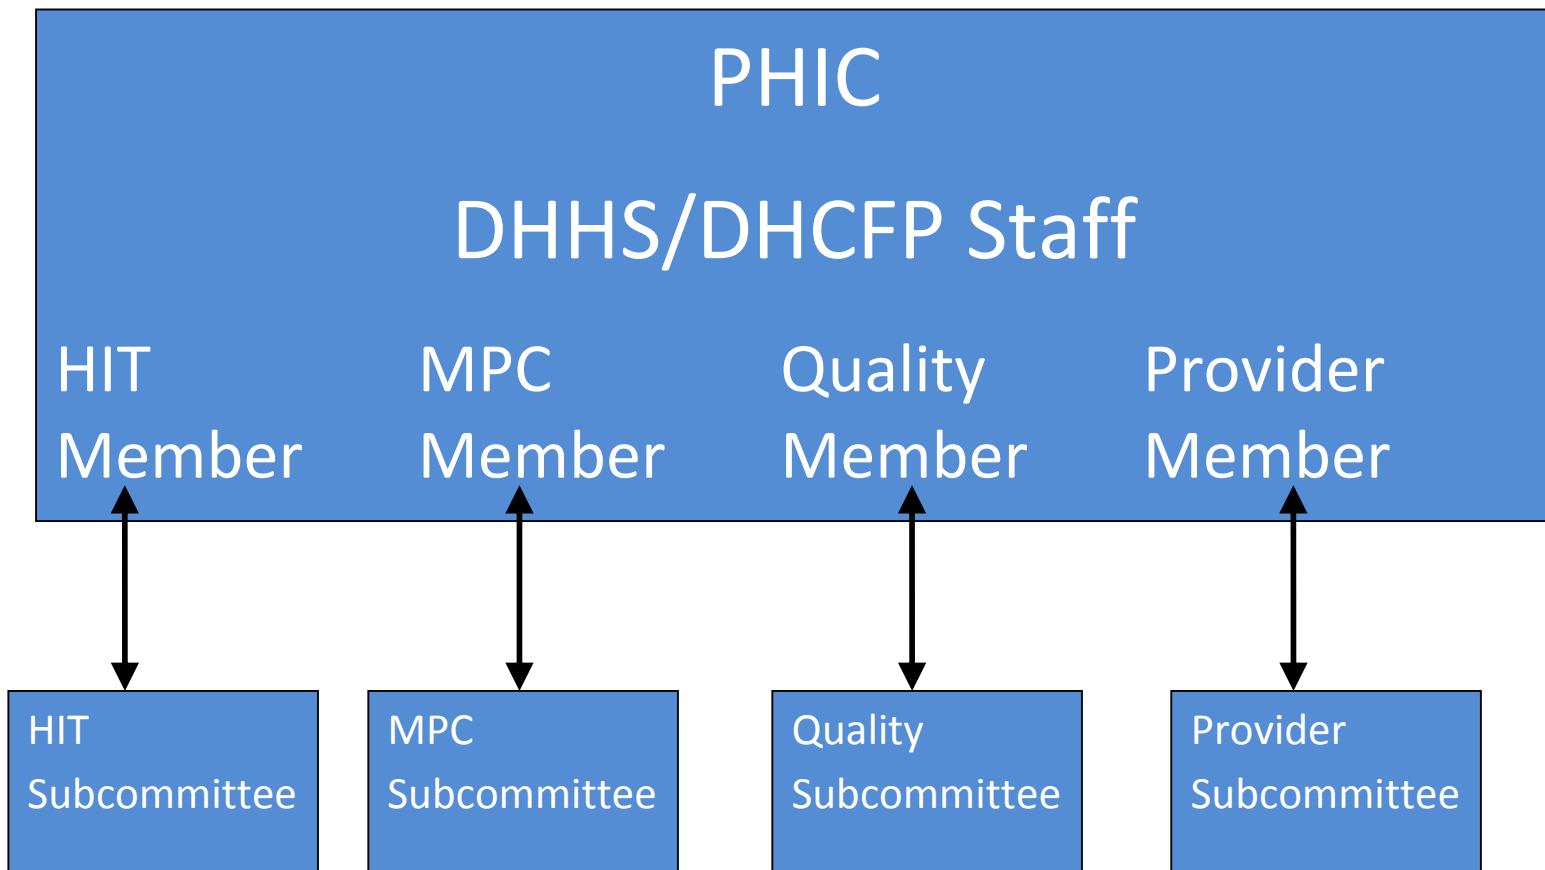 PHIC
DHHS/DHCFP Staff
HIT MPC Quality Provider
Member Member Member Member
HIT
Subcommittee
MPC
Subcommittee
Quality
Subcommittee
Provider
Subcommittee